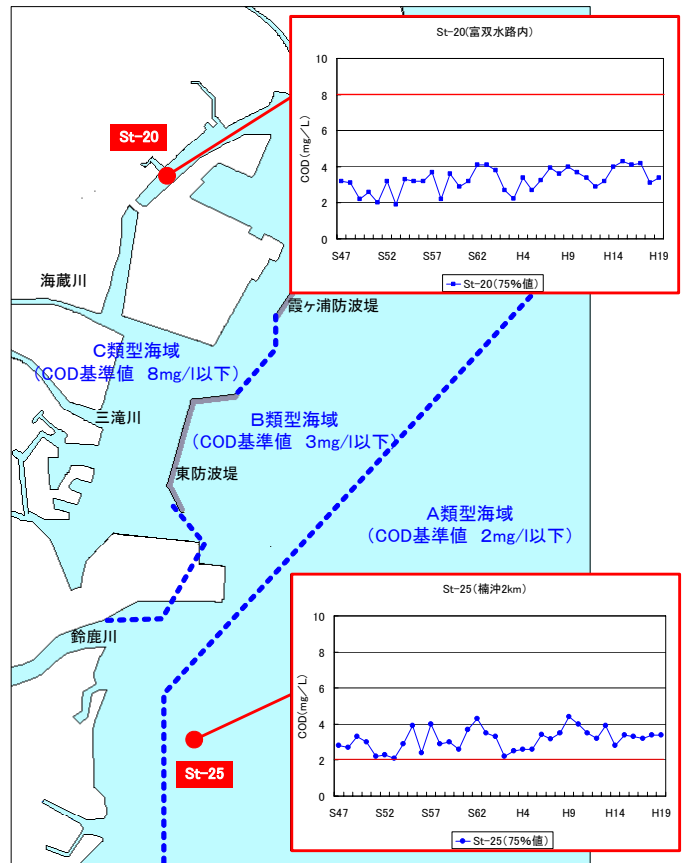 St-20(富双水路内)
COD(mg/L)
10
8
6
4
2
0
S47 S52 S57 S62 H4 H9 H14 H19
St-20(75%値)
St-20
海蔵川
霞ヶ浦防波堤
C類型海域
(COD基準値 8mg/l以下)
三滝川
B類型海域
(COD基準値 3mg/l以下)
東防波堤
A類型海域
(COD基準値 2mg/l以下)
鈴鹿川
St-25
St-25(楠沖2km)
COD(mg/L)
10
8
6
4
2
0
S47 S52 S57 S62 H4 H9 H14 H19
St-25(75%値)